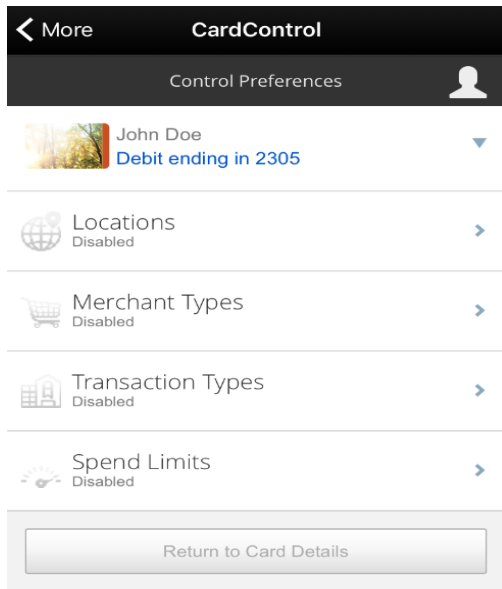 More
CardControl
Control Preferences
John Doe
Debit ending in 2305
Locations
Disabled
Merchant Types
Disabled
Transaction Types
Disabled
Spend Limits
Disabled
Return to Card Details